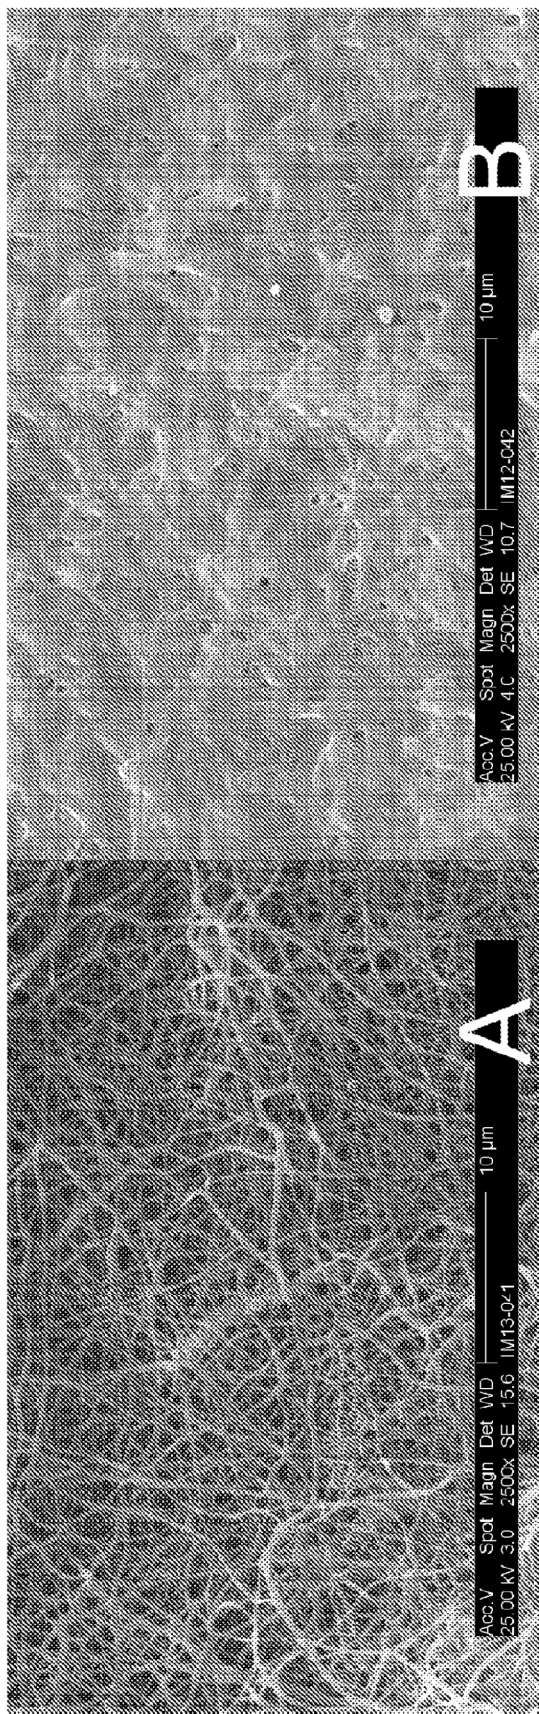 Acc.V Spot Magn Det WD 10 µm
25.00 kV 3.0 2500x SE 15.6 IM13-041
A
Acc.V Spot Magn Det WD 10 µm
25.00 kV 4.0 2500x SE 10.7 IM12-042
B